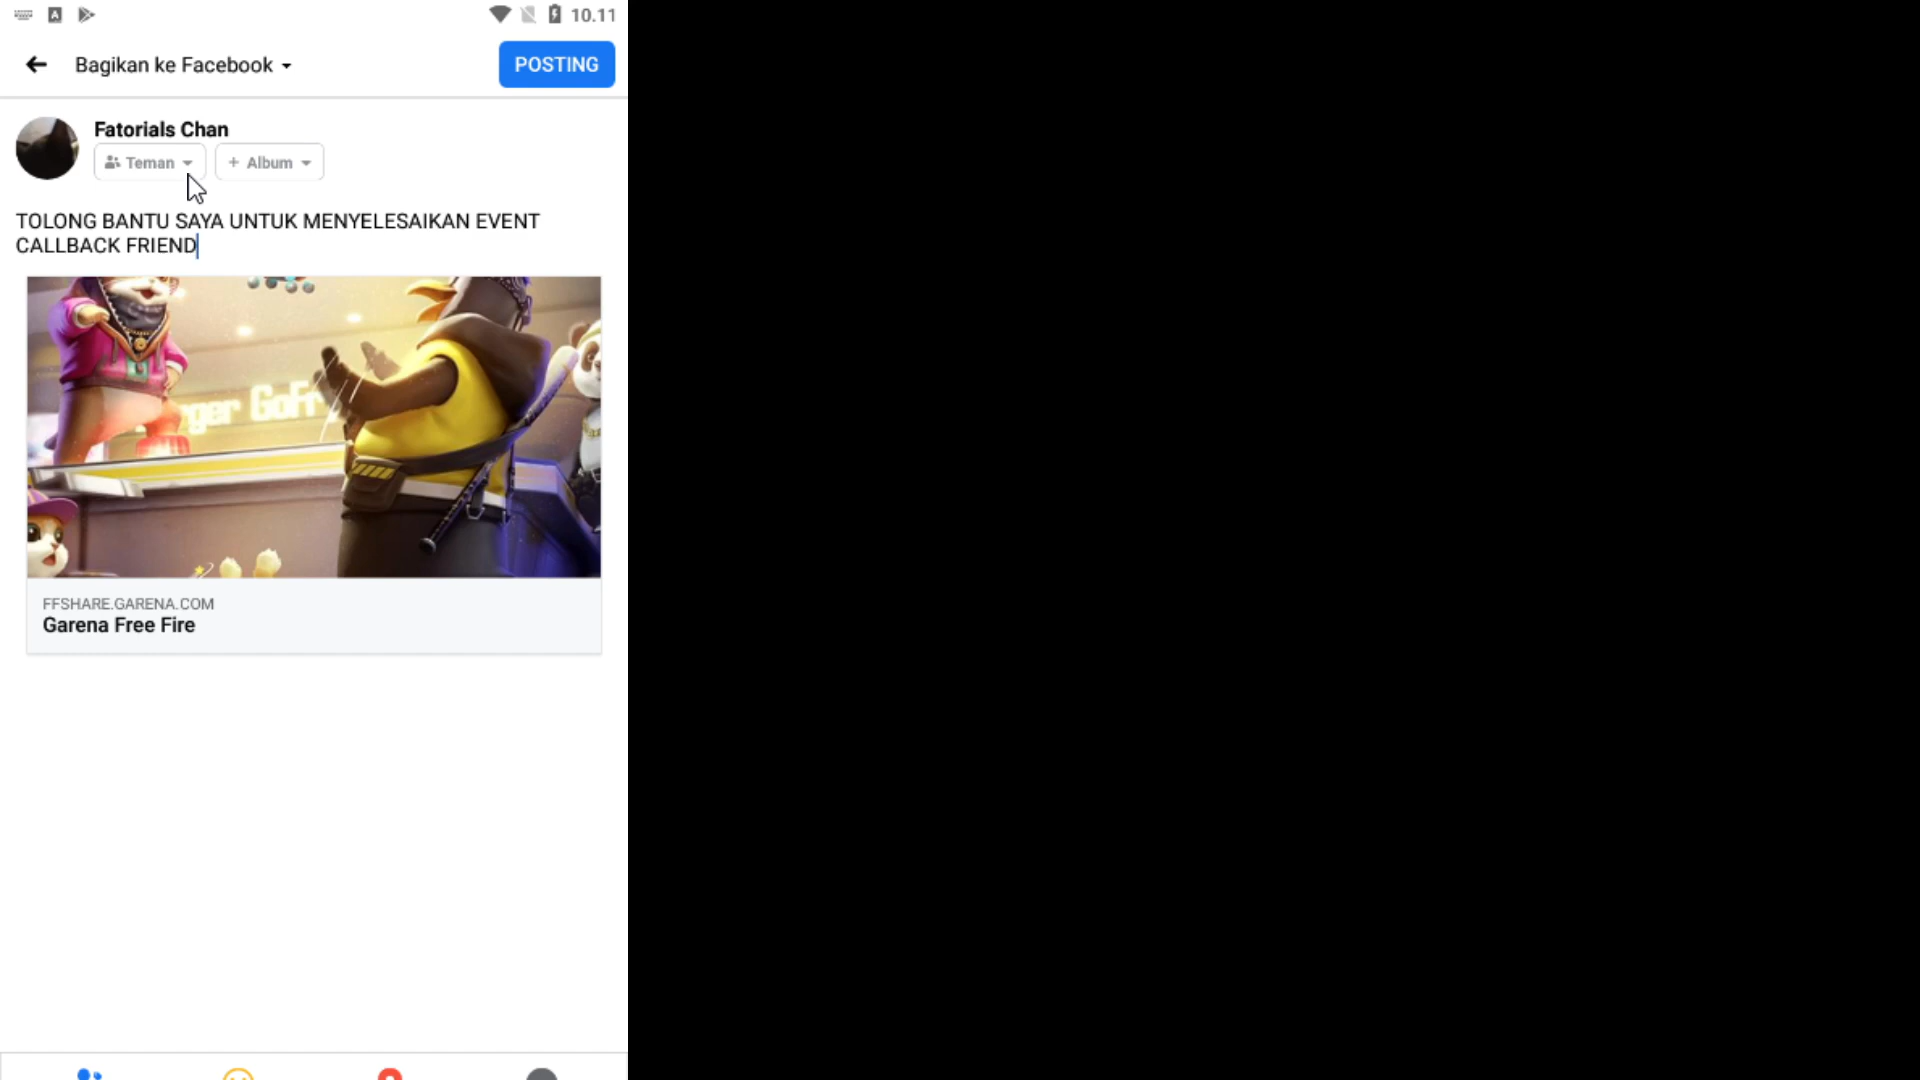 10.11
Bagikan ke Facebook
POSTING
Fatorials Chan
Teman
+ Album
TOLONG BANTU SAYA UNTUK MENYELESAIKAN EVENT
CALLBACK FRIEND
FFSHARE.GARENA.COM
Garena Free Fire